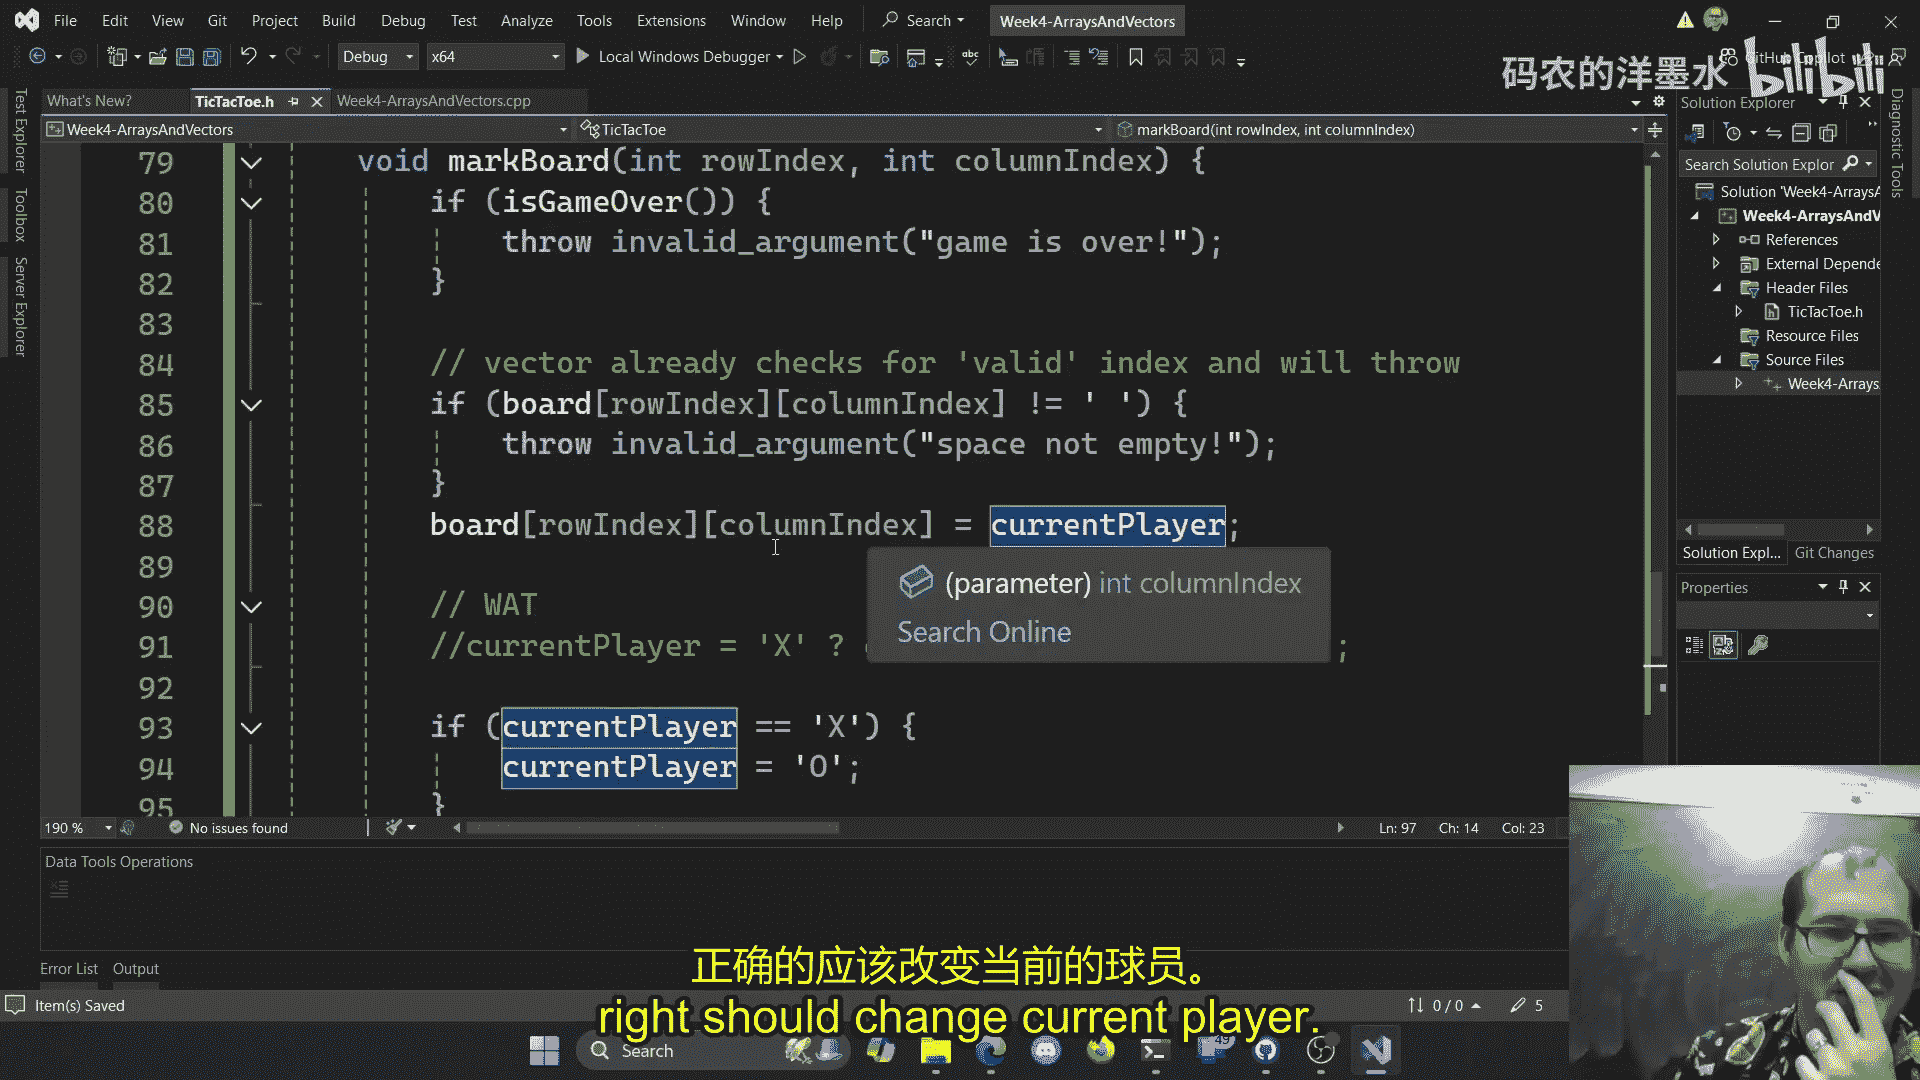 File Edit View Git Project Build Debug Test Analyze Tools Extensions Window Help Search Week4-ArraysAndVectors
Debug x64 Local Windows Debugger
码农的洋墨水 bilibili
What's New? TicTacToe.h Week4-ArraysAndVectors.cpp
Week4-ArraysAndVectors TicTacToe markBoard(int rowIndex, int columnIndex)
Test Explorer
Toolbox
Server Explorer
79 void markBoard(int rowIndex, int columnIndex) {
80 if (isGameOver()) {
81 throw invalid_argument("game is over!");
82 }
83
84 // vector already checks for 'valid' index and will throw
85 if (board[rowIndex][columnIndex] != ' ') {
86 throw invalid_argument("space not empty!");
87 }
88 board[rowIndex][columnIndex] = currentPlayer;
89
90 // WAT
91 //currentPlayer = 'X' ? ;
92
93 if (currentPlayer == 'X') {
94 currentPlayer = 'O';
95 }
(parameter) int columnIndex
Search Online
190 % No issues found Ln: 97 Ch: 14 Col: 23
Data Tools Operations
Error List Output
Item(s) Saved 0 / 0 5
Solution Explorer
Search Solution Explor
Solution 'Week4-ArraysA
Week4-ArraysAndV
References
External Depende
Header Files
TicTacToe.h
Resource Files
Source Files
Week4-Arrays
Solution Expl... Git Changes
Properties
Diagnostic Tools
正确的应该改变当前的球员。
right should change current player.
Search